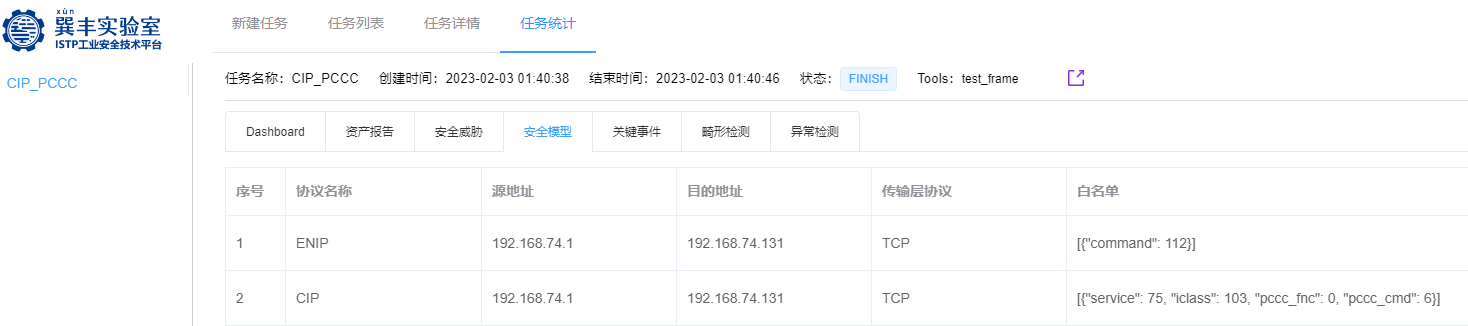 xùn
巽丰实验室
ISTP工业安全技术平台
新建任务 任务列表 任务详情 任务统计
CIP_PCCC
任务名称：CIP_PCCC 创建时间：2023-02-03 01:40:38 结束时间：2023-02-03 01:40:46 状态： FINISH Tools：test_frame
Dashboard 资产报告 安全威胁 安全模型 关键事件 畸形检测 异常检测
序号 协议名称 源地址 目的地址 传输层协议 白名单
1 ENIP 192.168.74.1 192.168.74.131 TCP [{"command": 112}]
2 CIP 192.168.74.1 192.168.74.131 TCP [{"service": 75, "iclass": 103, "pccc_fnc": 0, "pccc_cmd": 6}]